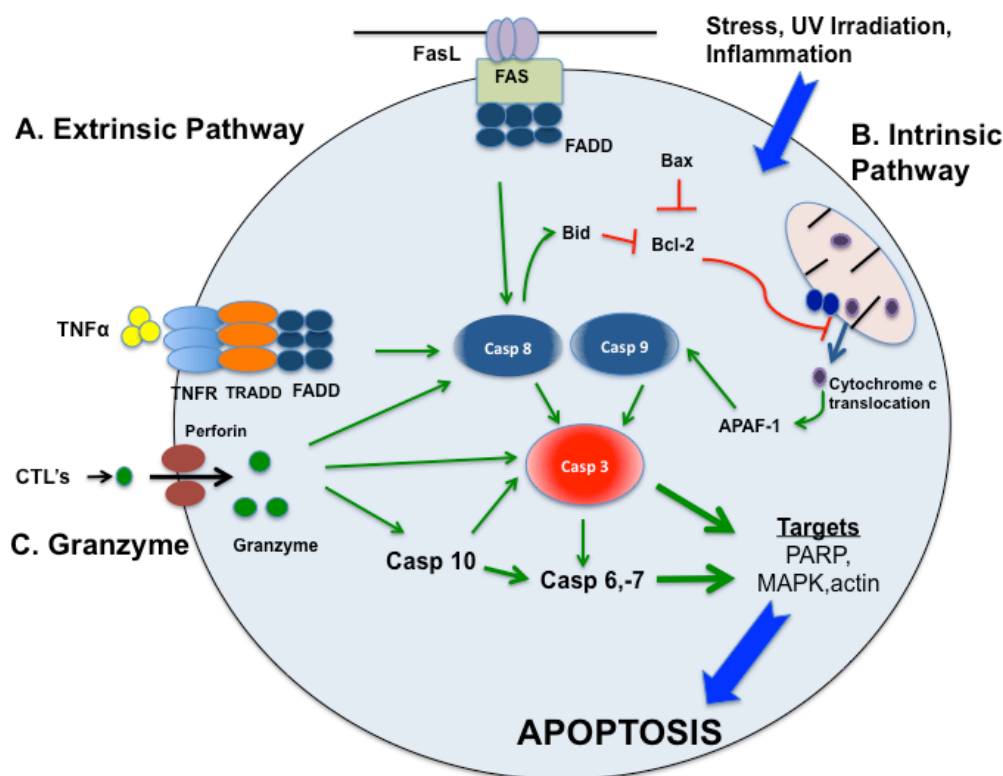 Stress, UV Irradiation,
Inflammation
FasL
FAS
A. Extrinsic Pathway
FADD
B. Intrinsic
Pathway
Bax
Bid
Bcl-2
TNFα
Casp 8
Casp 9
TNFR
TRADD
FADD
Cytochrome c
translocation
APAF-1
Perforin
CTL's
Casp 3
C. Granzyme
Granzyme
Targets
PARP,
MAPK,actin
Casp 10
Casp 6,-7
APOPTOSIS